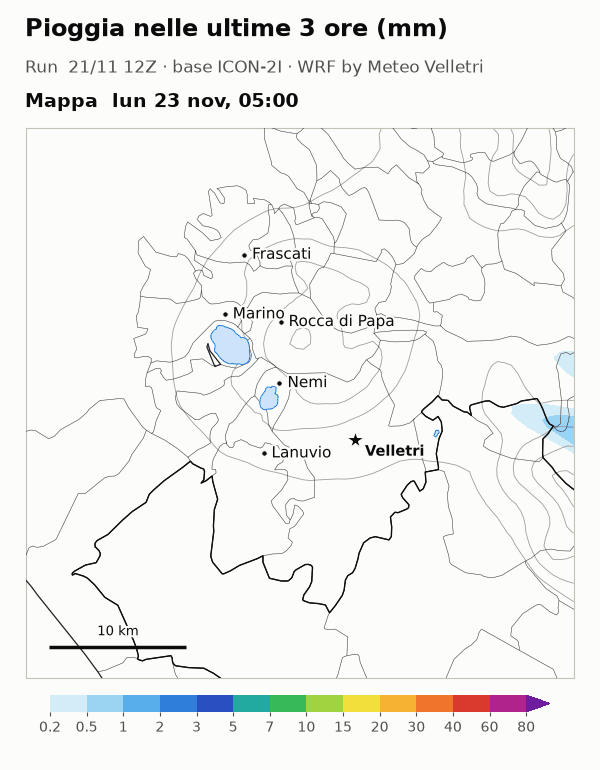 Pioggia nelle ultime 3 ore (mm)
Run  21/11 12Z · base ICON-2I · WRF by Meteo Velletri
Mappa  lun 23 nov, 05:00
Frascati
Marino
Rocca di Papa
Nemi
Velletri
Lanuvio
10 km
0.2 0.5 1 2 3 5 7 10 15 20 30 40 60 80